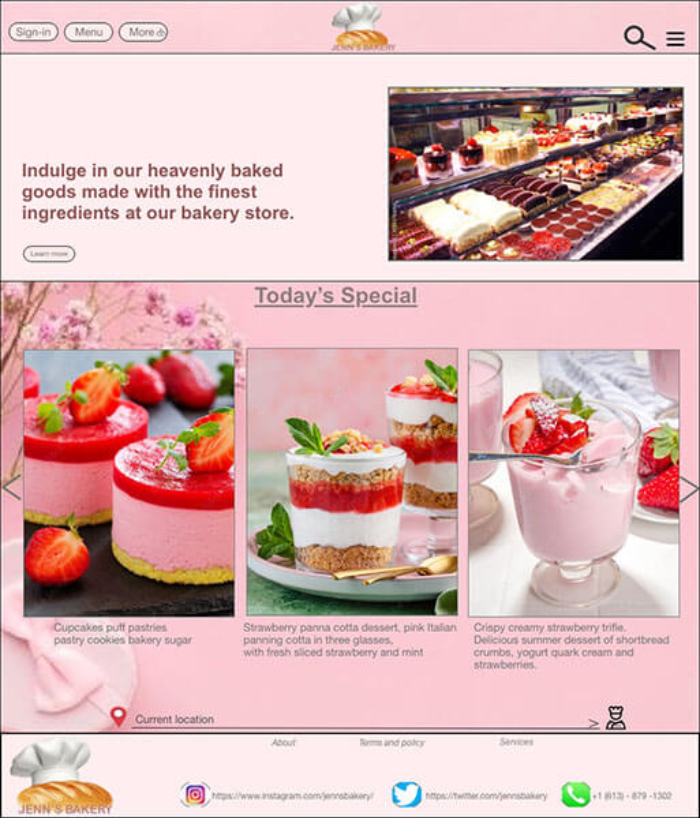 Sign-in
Menu
More
JENN'S BAKERY
Indulge in our heavenly baked
goods made with the finest
ingredients at our bakery store.
Learn more
Today's Special
Cupcakes puff pastries
pastry cookies bakery sugar
Strawberry panna cotta dessert, pink Italian
panning cotta in three glasses,
with fresh sliced strawberry and mint
Crispy creamy strawberry trifle.
Delicious summer dessert of shortbread
crumbs, yogurt quark cream and
strawberries.
Current location
>
About
Terms and policy
Services
JENN'S BAKERY
https://www.instagram.com/jennsbakery/
https://twitter.com/jennsbakery
+1 (613) - 879 -1302